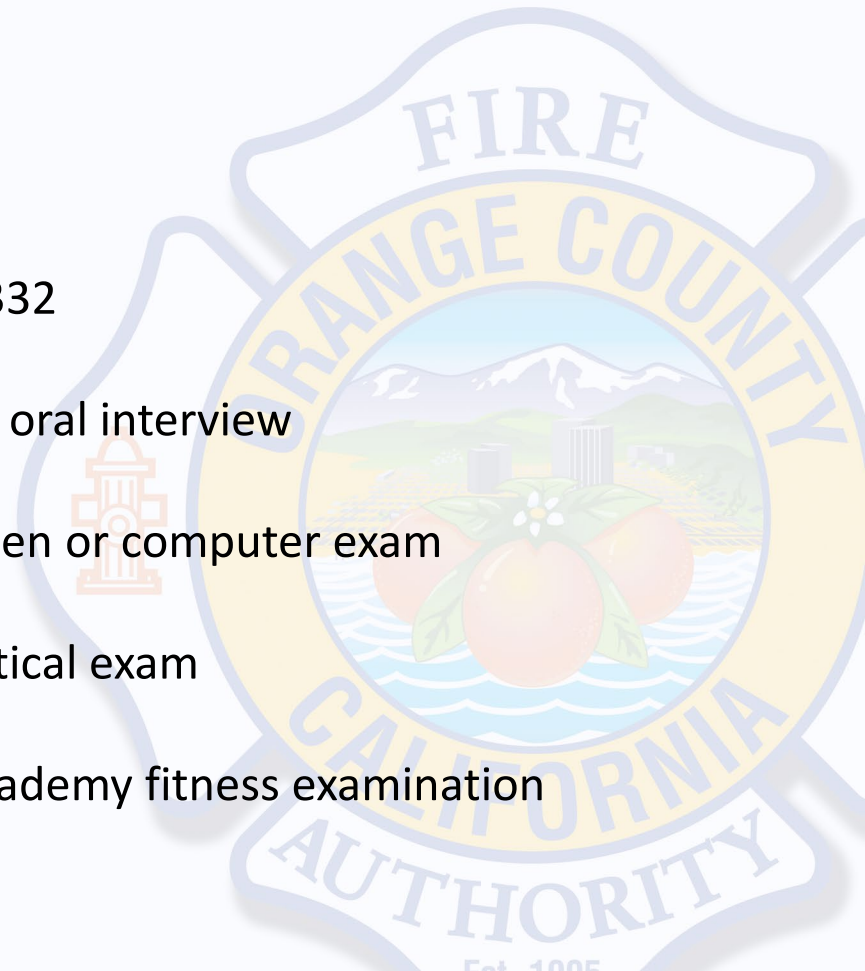 FIRE
ORANGE COUNTY
332
oral interview
en or computer exam
tical exam
ademy fitness examination
CALIFORNIA
AUTHORITY